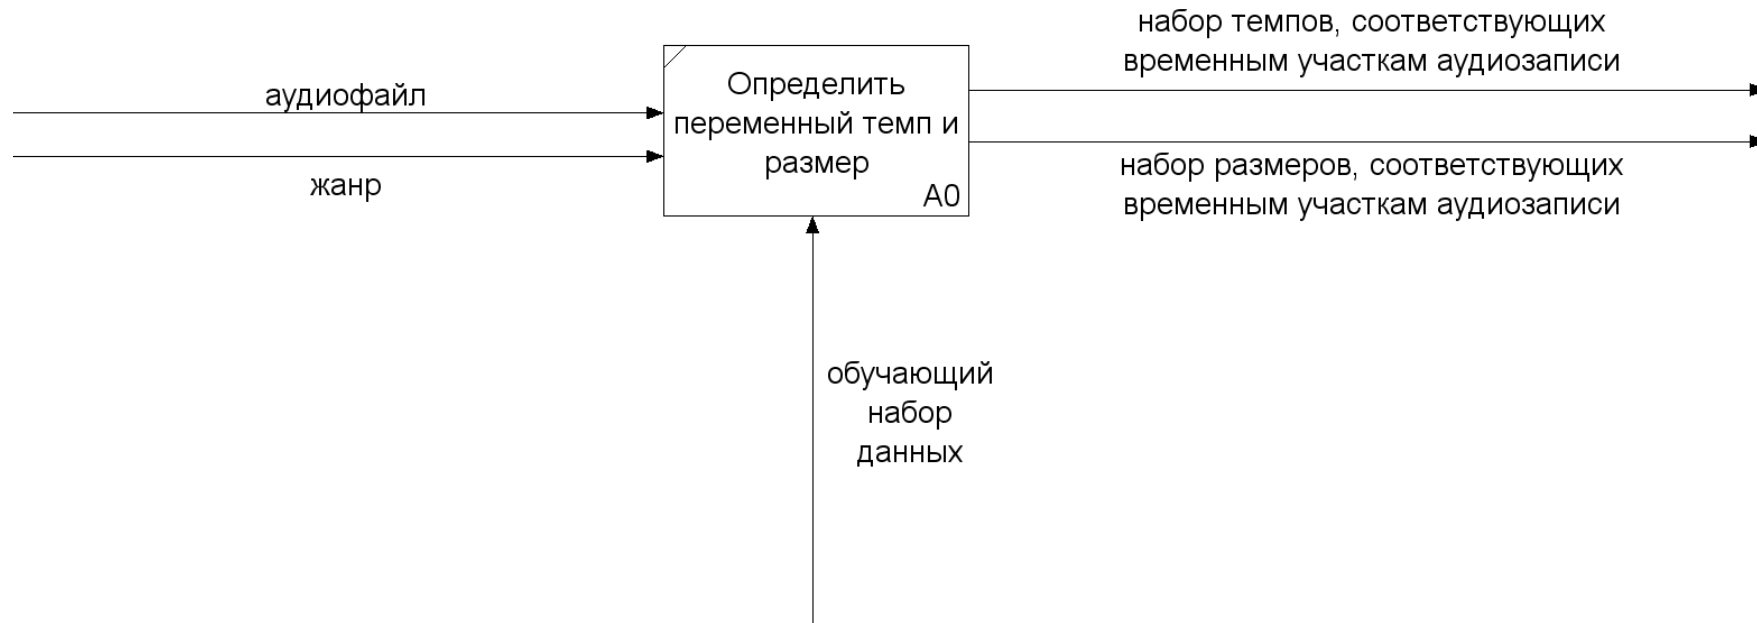 набор темпов, соответствующих
временным участкам аудиозаписи
аудиофайл
жанр
Определить
переменный темп и
размер
A0
набор размеров, соответствующих
временным участкам аудиозаписи
обучающий
набор
данных